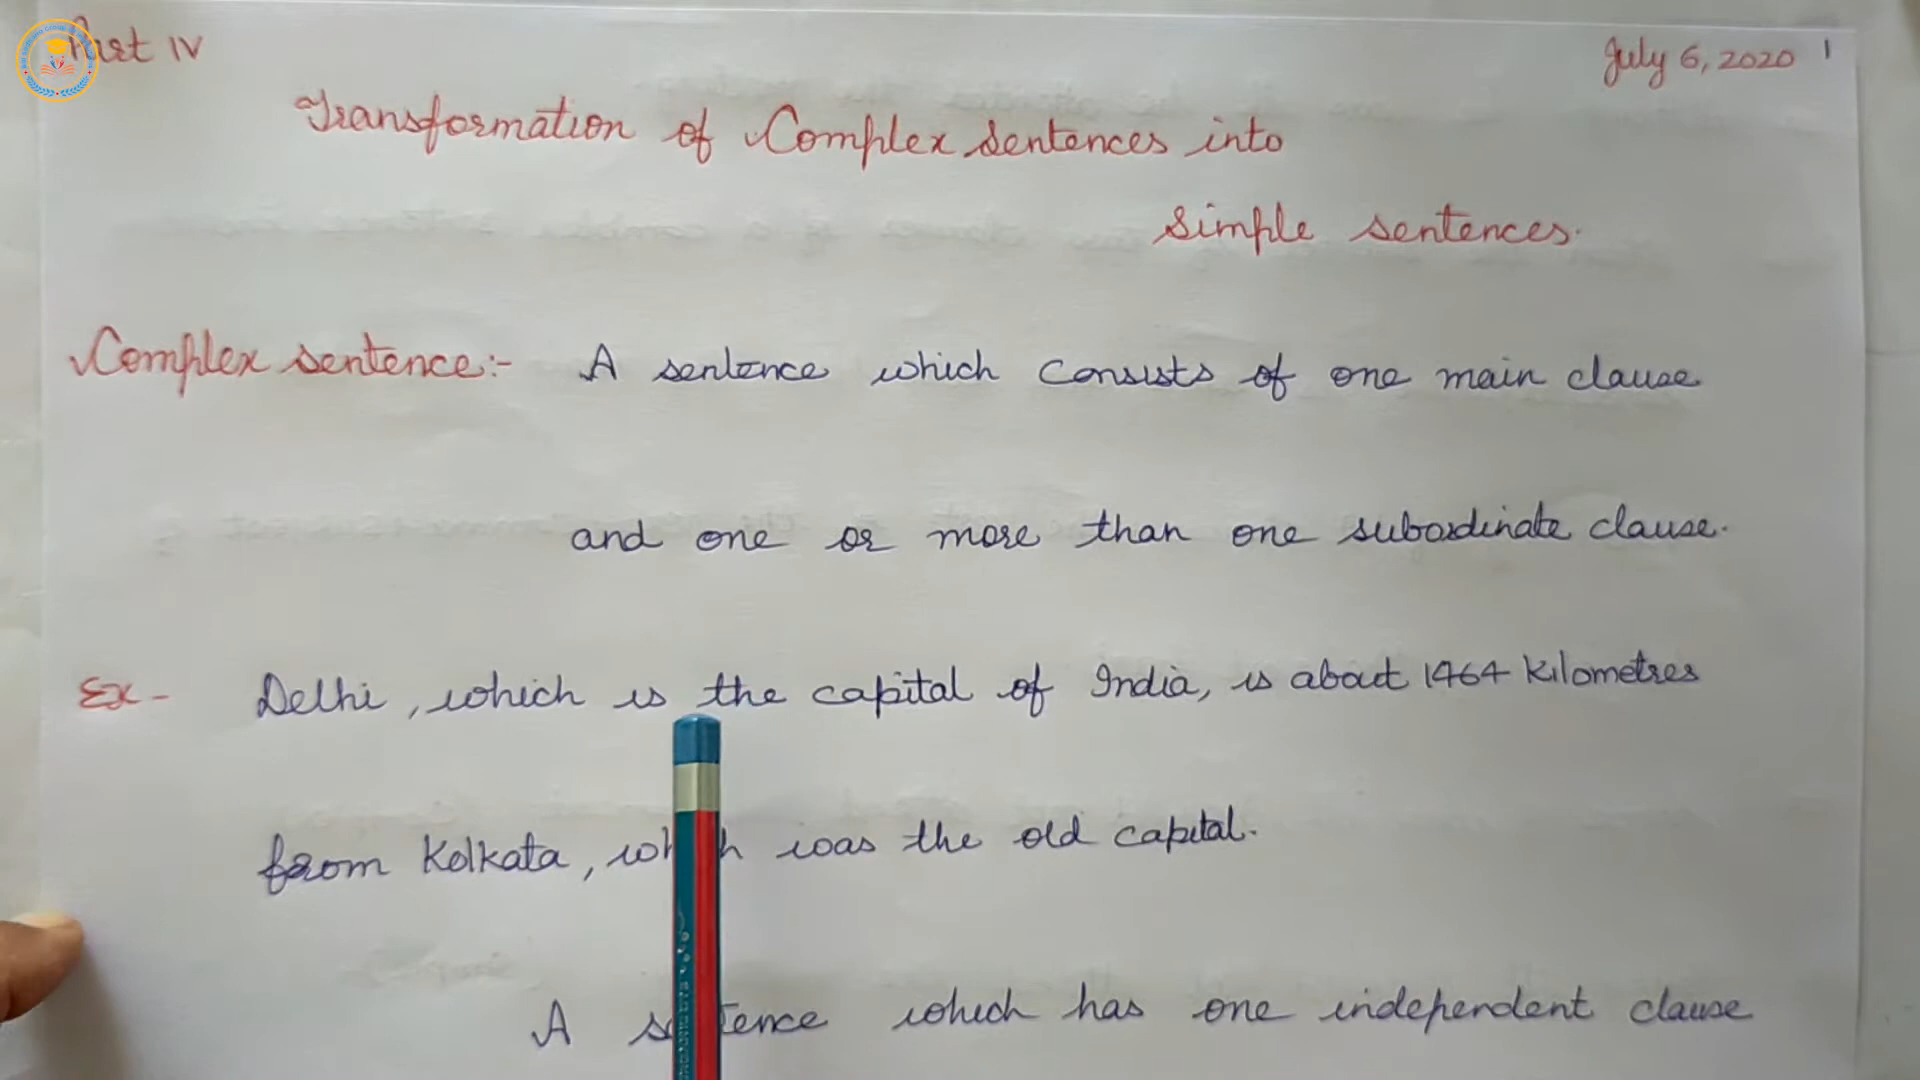 Part IV
July 6, 2020 1
Transformation of Complex sentences into
simple sentences.
Complex sentence:- A sentence which consists of one main clause
and one or more than one subordinate clause.
Ex- Delhi, which is the capital of India, is about 1464 kilometres
from Kolkata, which was the old capital.
A sentence which has one independent clause